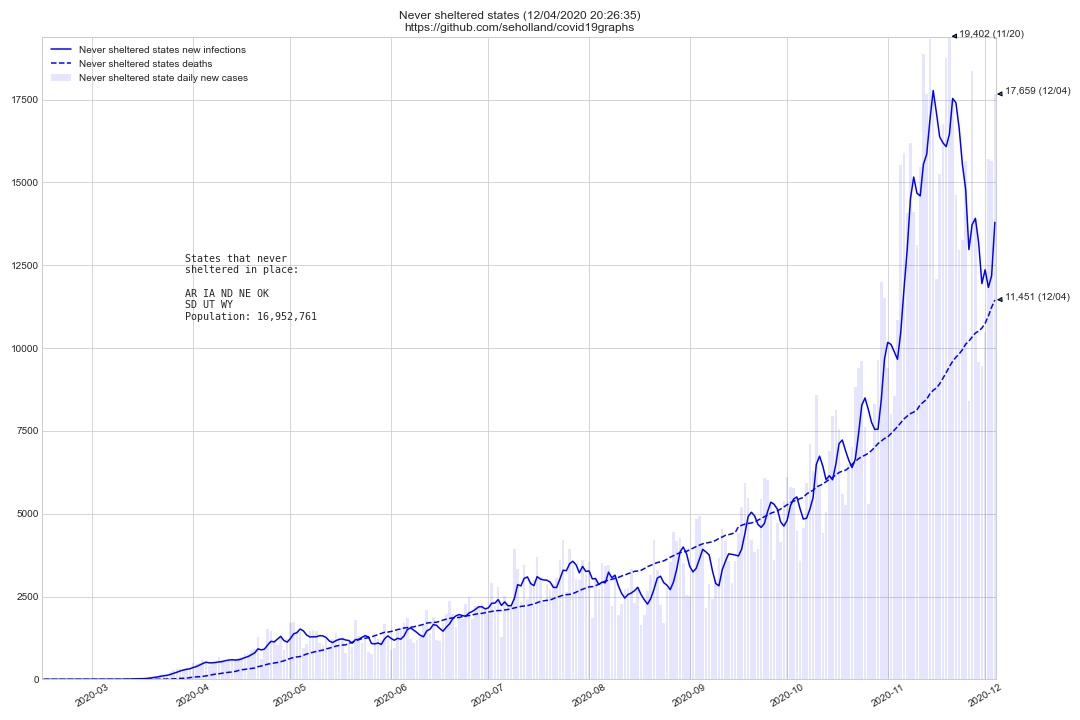 Never sheltered states (12/04/2020 20:26:35)
https://github.com/seholland/covid19graphs
19,402 (11/20)
Never sheltered states new infections
Never sheltered states deaths
Never sheltered state daily new cases
17,659 (12/04)
17500
15000
12500
10000
7500
5000
2500
0
States that never
sheltered in place:
AR IA ND NE OK
SD UT WY
Population: 16,952,761
11,451 (12/04)
2020-03
2020-04
2020-05
2020-06
2020-07
2020-08
2020-09
2020-10
2020-11
2020-12